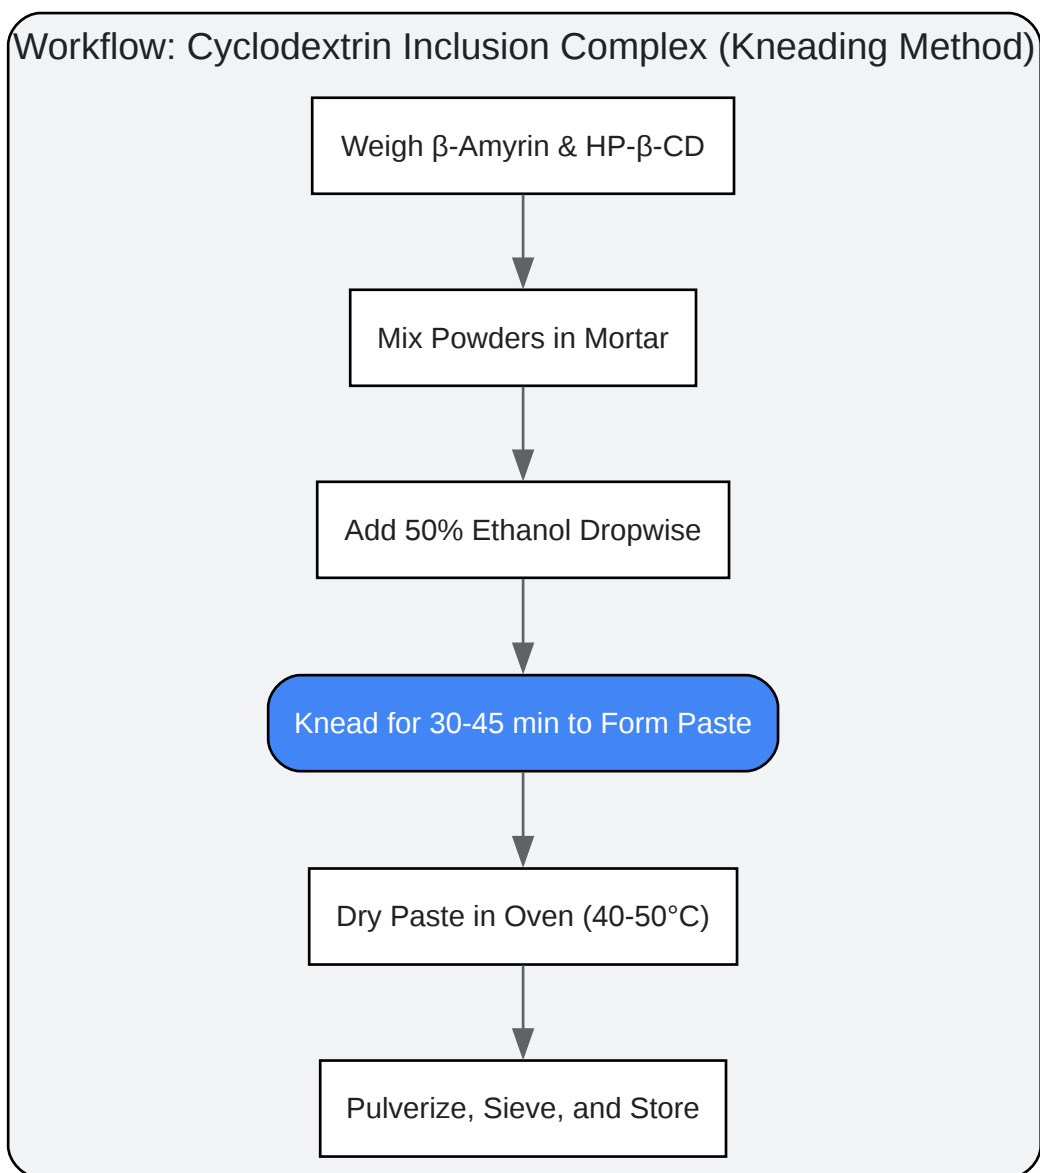 Workflow: Cyclodextrin Inclusion Complex (Kneading Method)
Weigh β-Amyrin & HP-β-CD
Mix Powders in Mortar
Add 50% Ethanol Dropwise
Knead for 30-45 min to Form Paste
Dry Paste in Oven (40-50°C)
Pulverize, Sieve, and Store